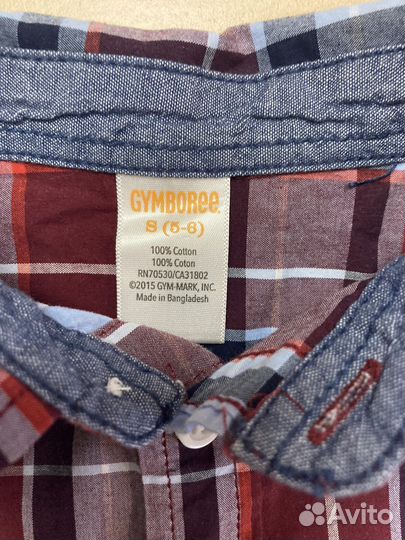 GYMBOREE
S (5-6)
100% Cotton
100% Coton
RN70530/CA31802
©2015 GYM-MARK, INC.
Made in Bangladesh
Avito